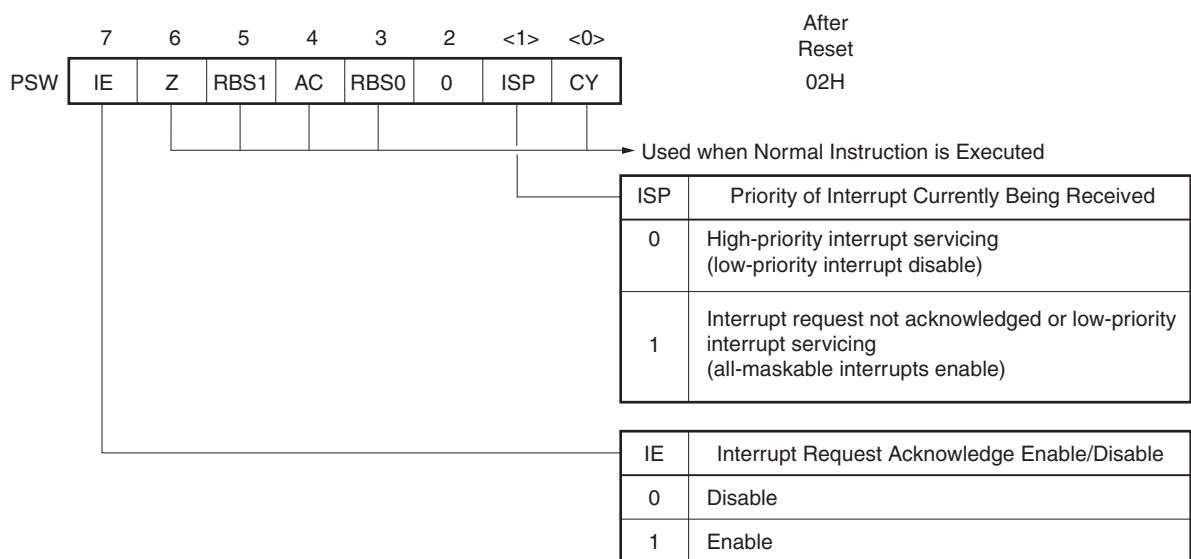 After
Reset
7 6 5 4 3 2 <1> <0>
PSW IE Z RBS1 AC RBS0 0 ISP CY 02H
Used when Normal Instruction is Executed
ISP Priority of Interrupt Currently Being Received
0 High-priority interrupt servicing
(low-priority interrupt disable)
1 Interrupt request not acknowledged or low-priority
interrupt servicing
(all-maskable interrupts enable)
IE Interrupt Request Acknowledge Enable/Disable
0 Disable
1 Enable